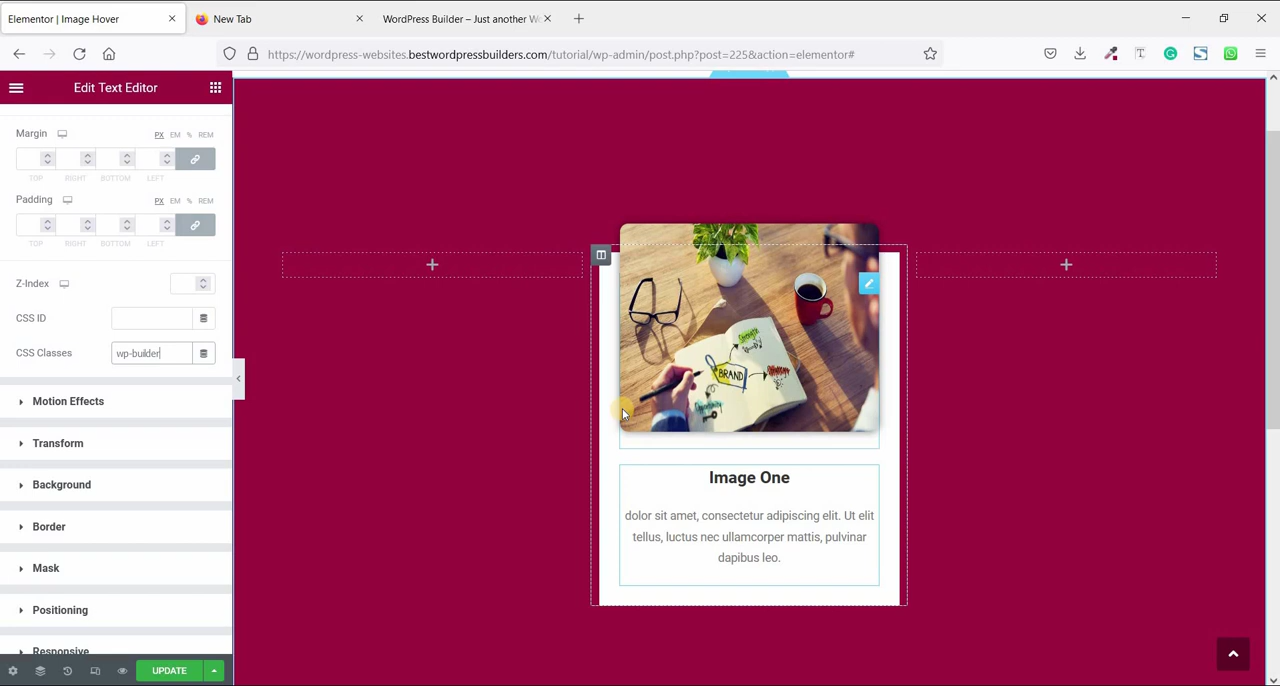 Elementor | Image Hover
New Tab
WordPress Builder – Just another W
https://wordpress-websites.bestwordpressbuilders.com/tutorial/wp-admin/post.php?post=225&action=elementor#
Edit Text Editor
Margin
PX EM % REM
TOP RIGHT BOTTOM LEFT
Padding
PX EM % REM
TOP RIGHT BOTTOM LEFT
Z-Index
CSS ID
CSS Classes
wp-builder
Motion Effects
Transform
Background
Border
Mask
Positioning
Responsive
UPDATE
BRAND
Image One
dolor sit amet, consectetur adipiscing elit. Ut elit
tellus, luctus nec ullamcorper mattis, pulvinar
dapibus leo.